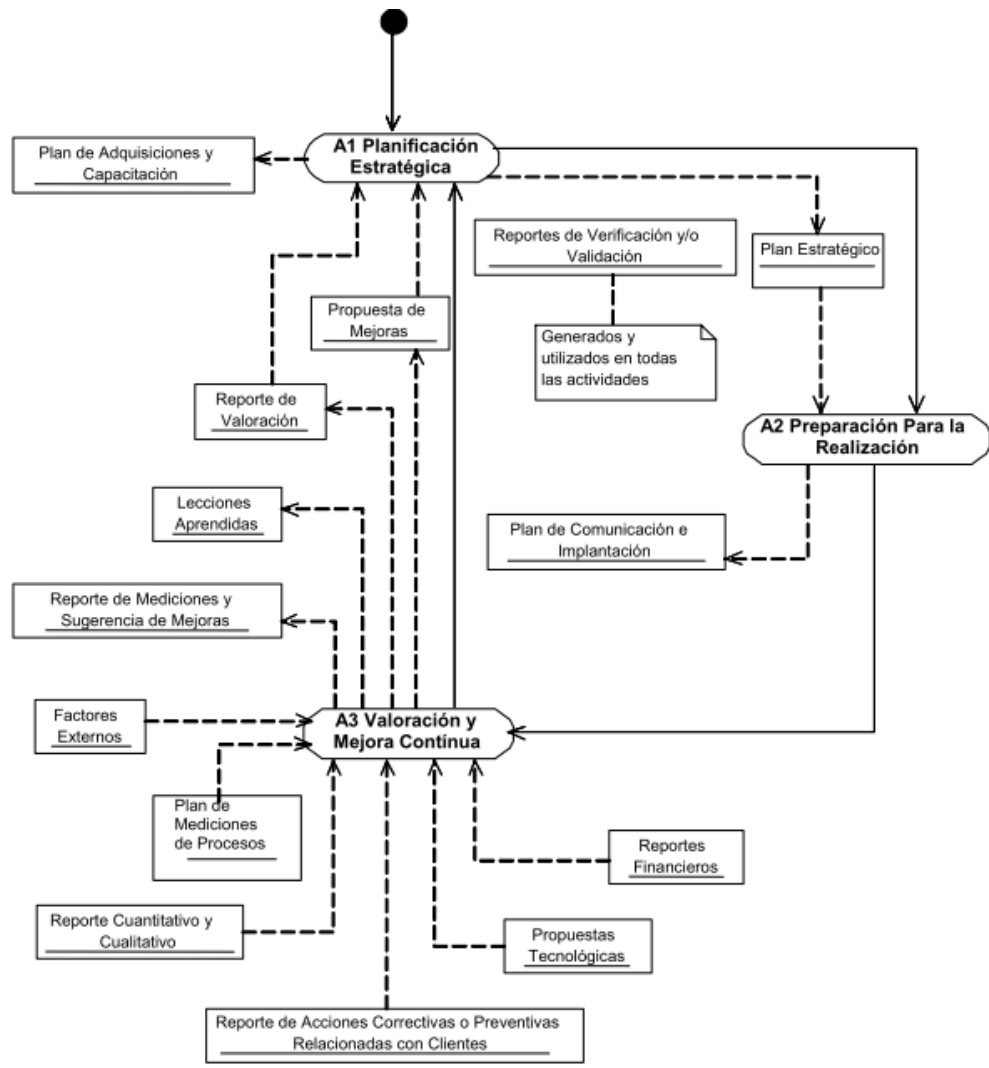 A1 Planificación
Estratégica
Plan de Adquisiciones y
Capacitación
Reportes de Verificación y/o
Validación
Plan Estratégico
Propuesta de
Mejoras
Generados y
utilizados en todas
las actividades
Reporte de
Valoración
A2 Preparación Para la
Realización
Lecciones
Aprendidas
Plan de Comunicación e
Implantación
Reporte de Mediciones y
Sugerencia de Mejoras
Factores
Externos
A3 Valoración y
Mejora Contínua
Plan de
Mediciones
de Procesos
Reportes
Financieros
Reporte Cuantitativo y
Cualitativo
Propuestas
Tecnológicas
Reporte de Acciones Correctivas o Preventivas
Relacionadas con Clientes